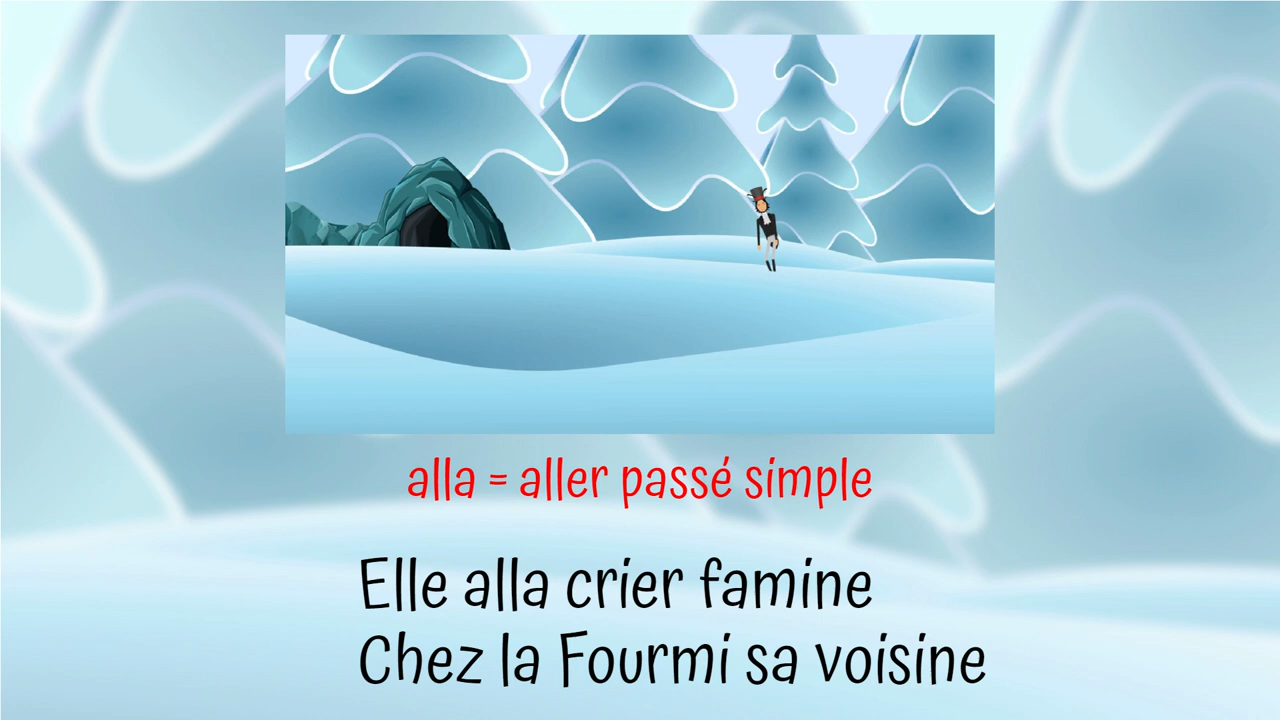 alla = aller passé simple
Elle alla crier famine
Chez la Fourmi sa voisine